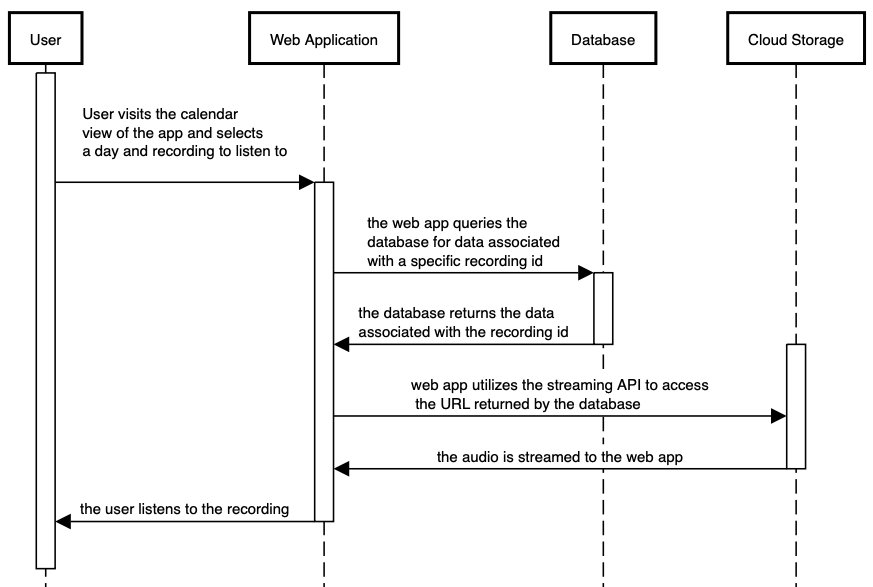 User
Web Application
Database
Cloud Storage
User visits the calendar
view of the app and selects
a day and recording to listen to
the web app queries the
database for data associated
with a specific recording id
the database returns the data
associated with the recording id
web app utilizes the streaming API to access
the URL returned by the database
the audio is streamed to the web app
the user listens to the recording